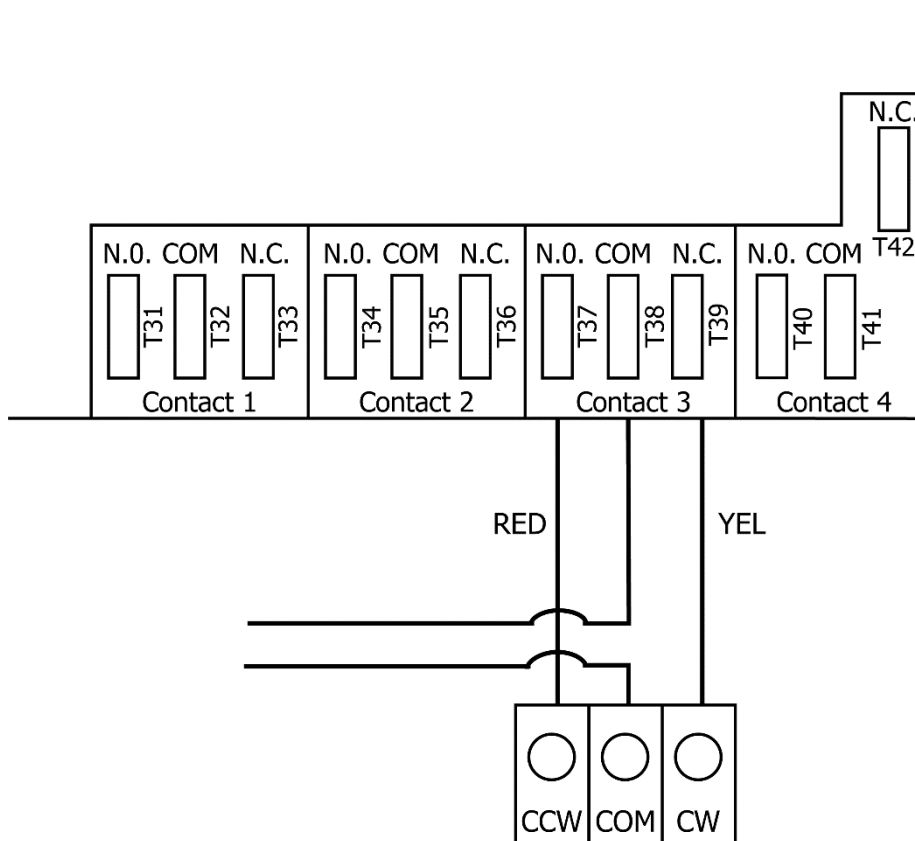 N.C.
T42
N.0. COM N.C.
T31 T32 T33
Contact 1
N.0. COM N.C.
T34 T35 T36
Contact 2
N.0. COM N.C.
T37 T38 T39
Contact 3
N.0. COM
T40 T41
Contact 4
RED
YEL
CCW COM CW